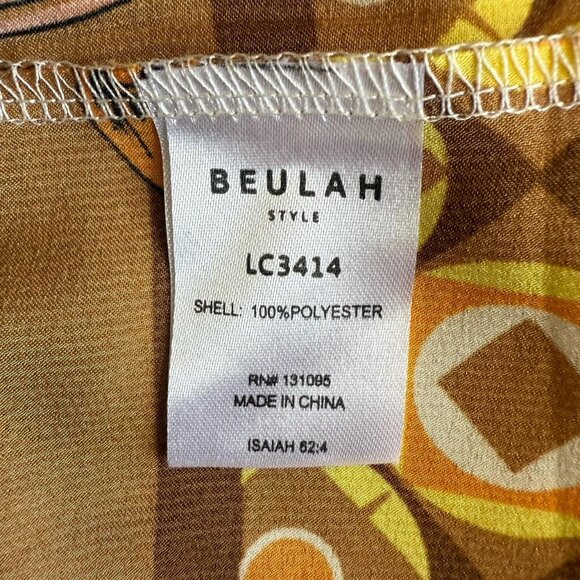 BEULAH
STYLE
LC3414
SHELL: 100%POLYESTER
RN# 131095
MADE IN CHINA
ISAIAH 62:4